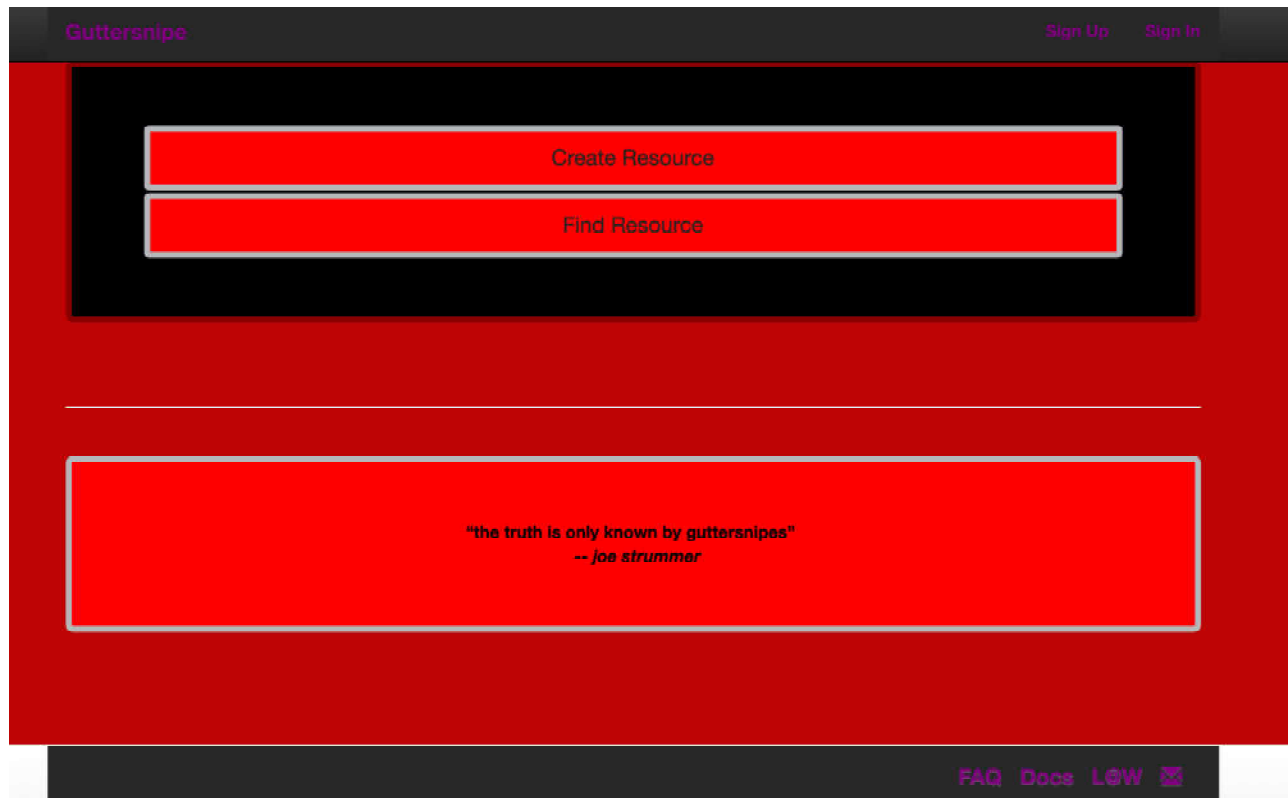 Guttersnipe
Sign Up Sign In
Create Resource
Find Resource
“the truth is only known by guttersnipes”
-- joe strummer
FAQ Docs L@W